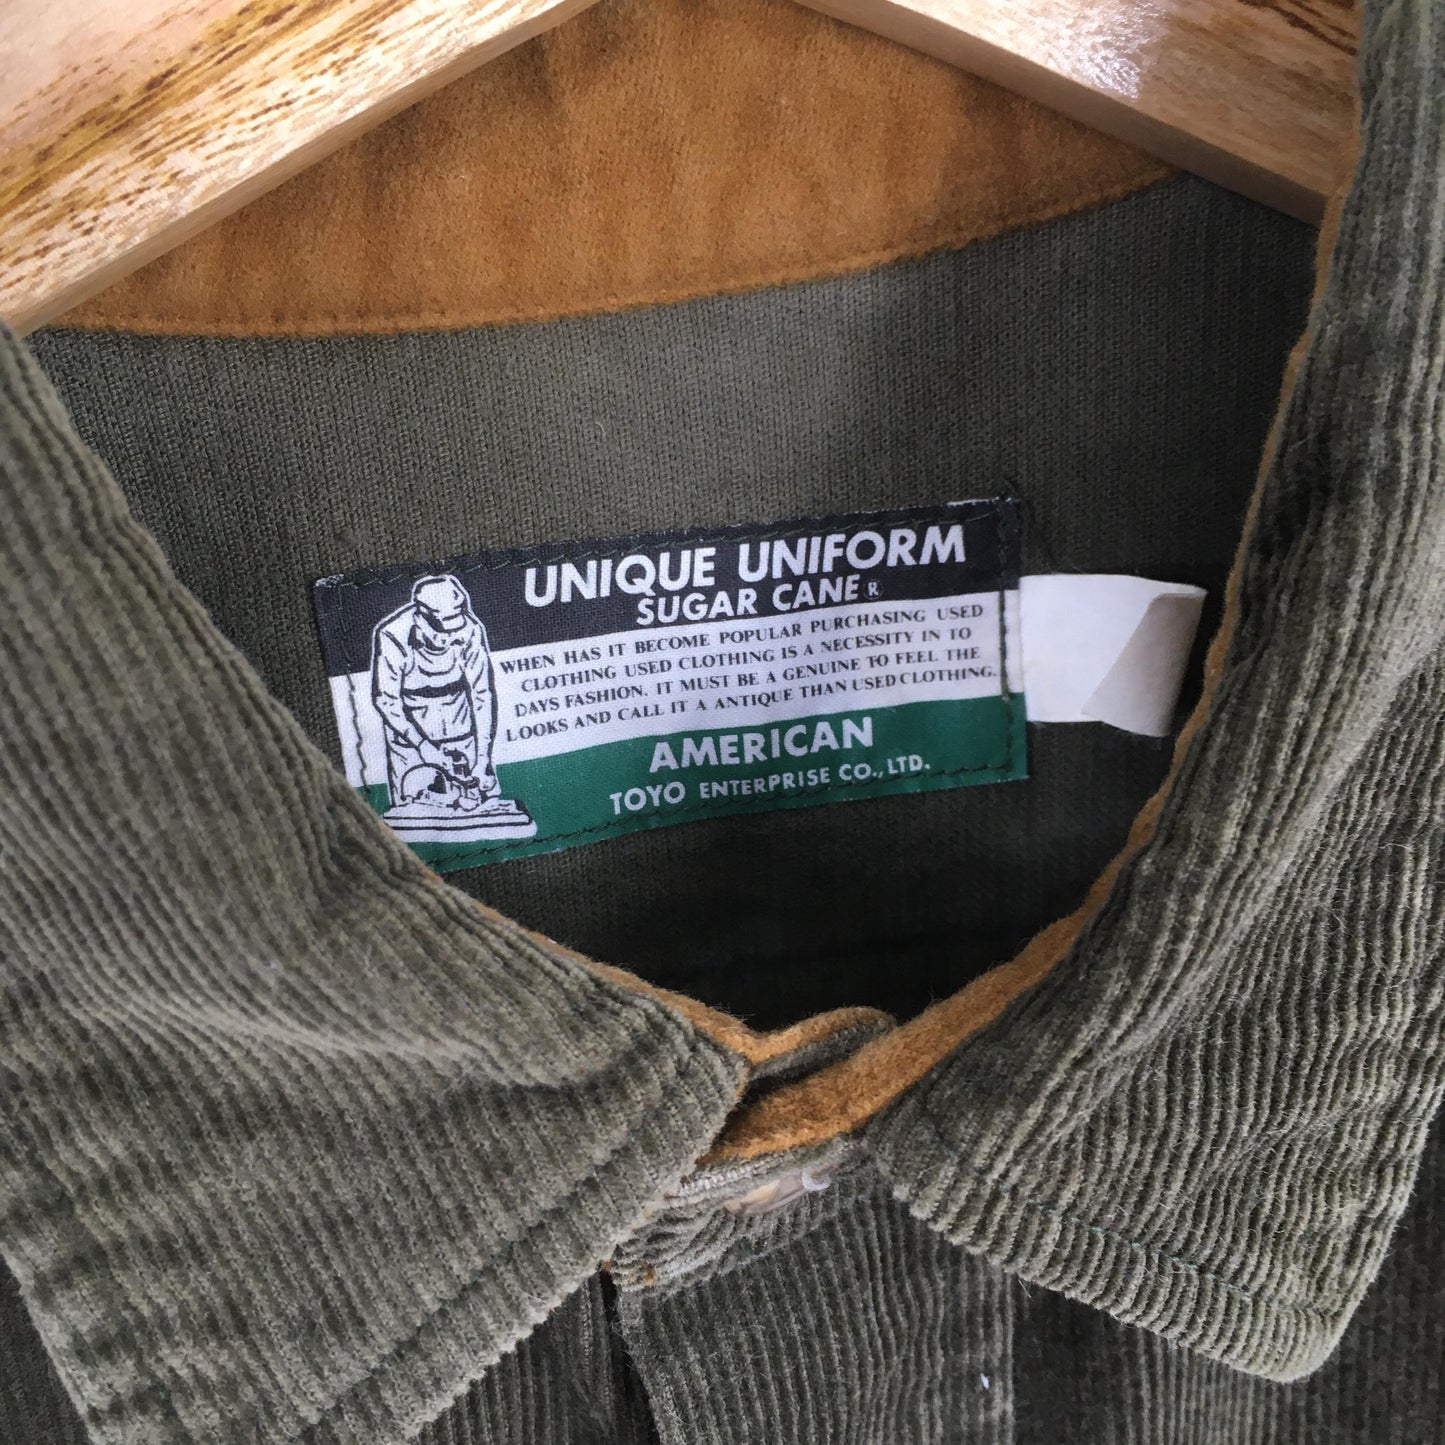 UNIQUE UNIFORM
SUGAR CANE®
WHEN HAS IT BECOME POPULAR PURCHASING USED
CLOTHING USED CLOTHING IS A NECESSITY IN TO
DAYS FASHION. IT MUST BE A GENUINE TO FEEL THE
LOOKS AND CALL IT A ANTIQUE THAN USED CLOTHING.
AMERICAN
TOYO ENTERPRISE CO., LTD.